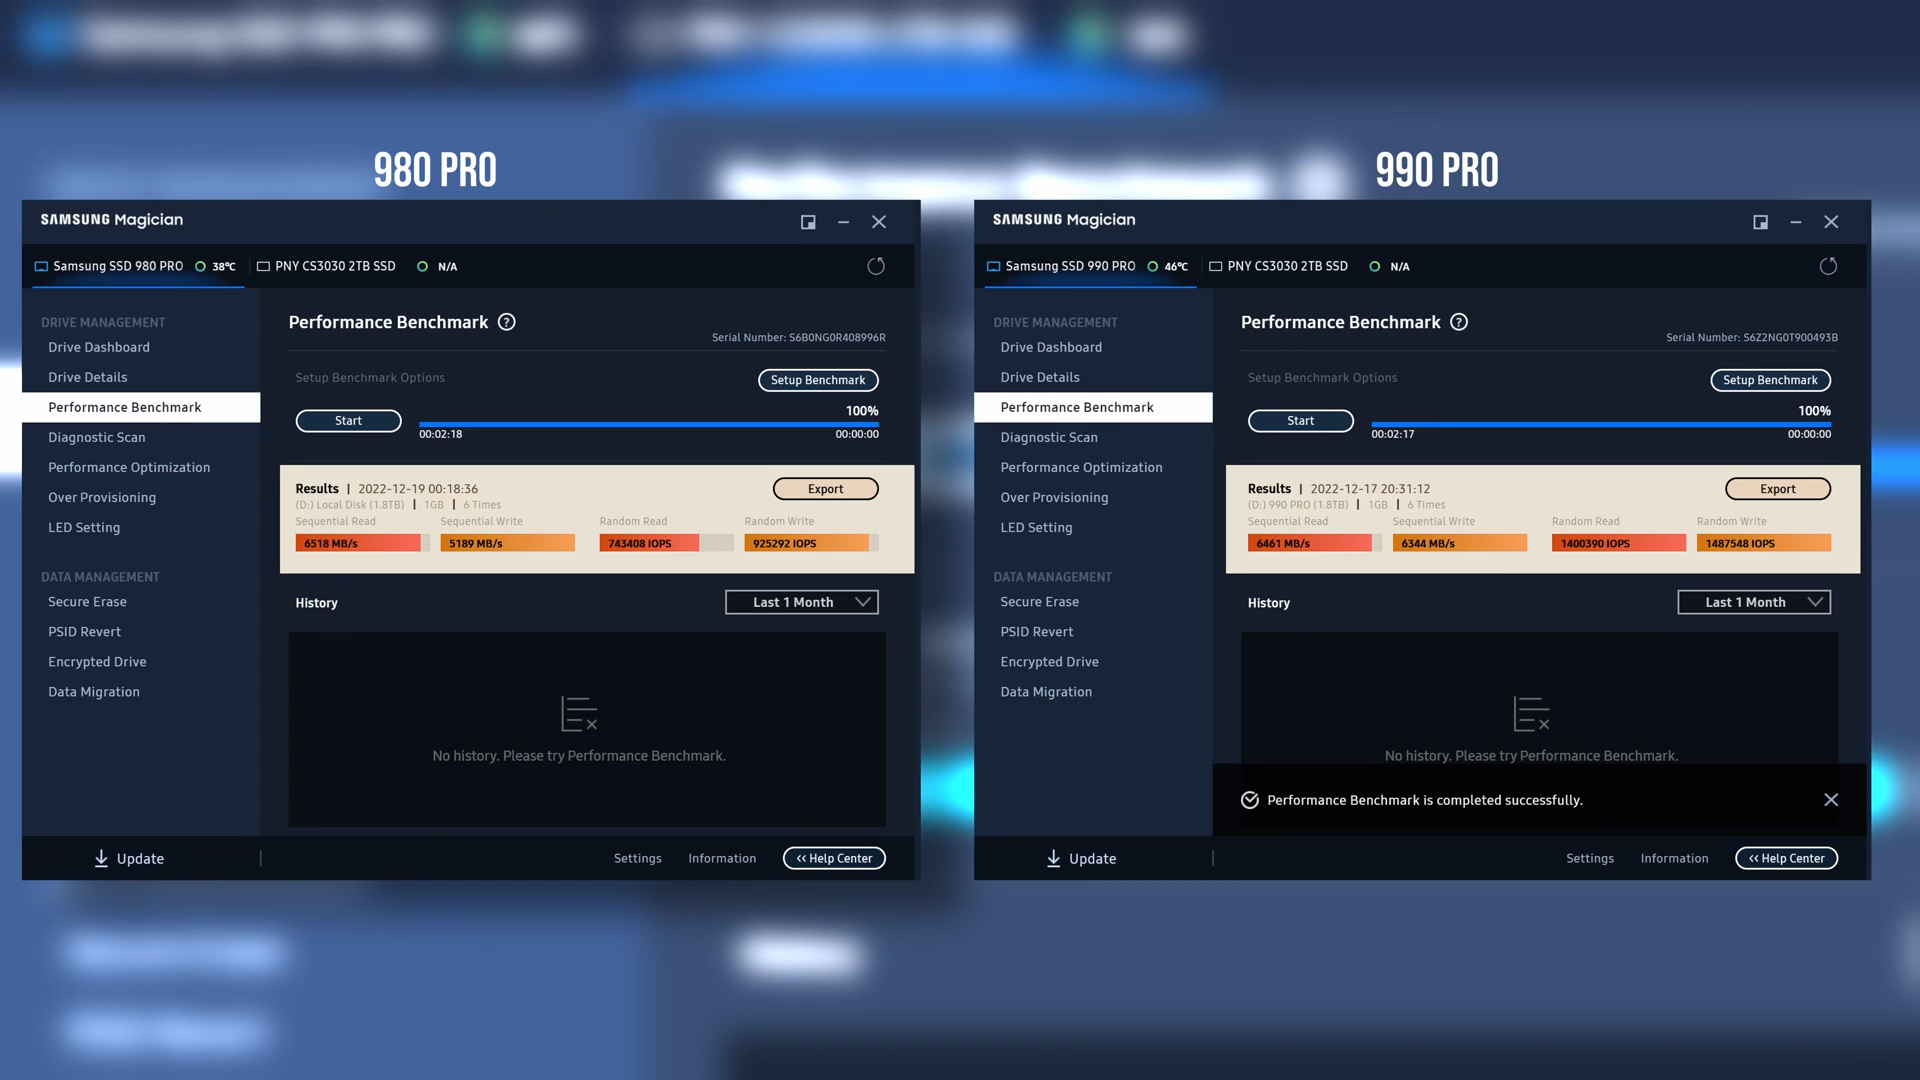 980 PRO
SAMSUNG Magician
Samsung SSD 980 PRO 38℃ PNY CS3030 2TB SSD N/A
DRIVE MANAGEMENT
Drive Dashboard
Drive Details
Performance Benchmark
Diagnostic Scan
Performance Optimization
Over Provisioning
LED Setting
DATA MANAGEMENT
Secure Erase
PSID Revert
Encrypted Drive
Data Migration
Update
Performance Benchmark ?
Serial Number: S6B0NG0R408996R
Setup Benchmark Options Setup Benchmark
Start 100%
00:02:18 00:00:00
Results | 2022-12-19 00:18:36 Export
(D:) Local Disk (1.8TB) | 1GB | 6 Times
Sequential Read Sequential Write Random Read Random Write
6518 MB/s 5189 MB/s 743408 IOPS 925292 IOPS
History Last 1 Month
No history. Please try Performance Benchmark.
Settings Information << Help Center
990 PRO
SAMSUNG Magician
Samsung SSD 990 PRO 46℃ PNY CS3030 2TB SSD N/A
DRIVE MANAGEMENT
Drive Dashboard
Drive Details
Performance Benchmark
Diagnostic Scan
Performance Optimization
Over Provisioning
LED Setting
DATA MANAGEMENT
Secure Erase
PSID Revert
Encrypted Drive
Data Migration
Update
Performance Benchmark ?
Serial Number: S6Z2NG0T900493B
Setup Benchmark Options Setup Benchmark
Start 100%
00:02:17 00:00:00
Results | 2022-12-17 20:31:12 Export
(D:) 990 PRO (1.8TB) | 1GB | 6 Times
Sequential Read Sequential Write Random Read Random Write
6461 MB/s 6344 MB/s 1400390 IOPS 1487548 IOPS
History Last 1 Month
No history. Please try Performance Benchmark.
Performance Benchmark is completed successfully.
Settings Information << Help Center